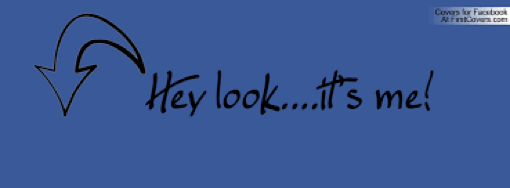 Covers for Facebook
At FirstCovers.com
Hey look....it's me!